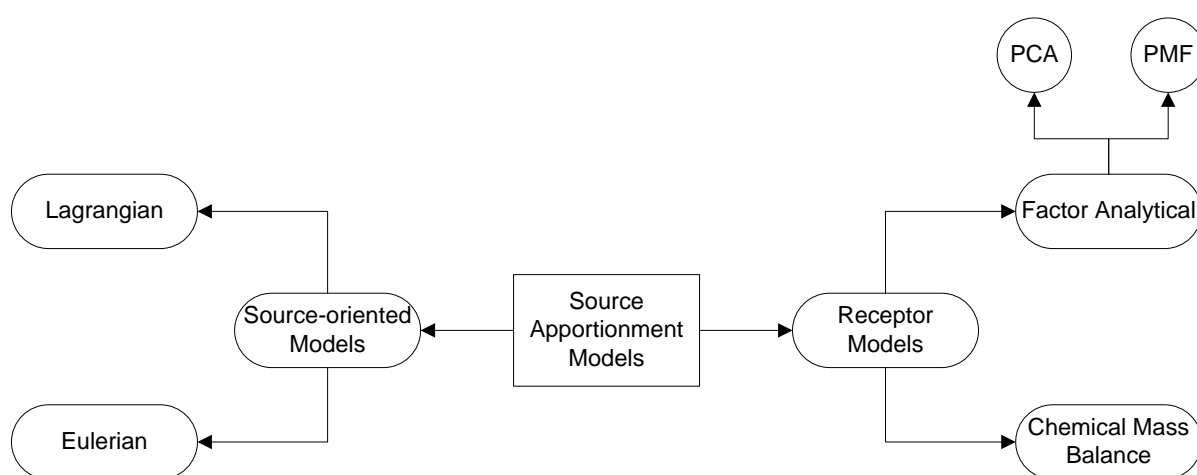 PCA
PMF
Lagrangian
Factor Analytical
Source-oriented
Models
Source
Apportionment
Models
Receptor
Models
Eulerian
Chemical Mass
Balance